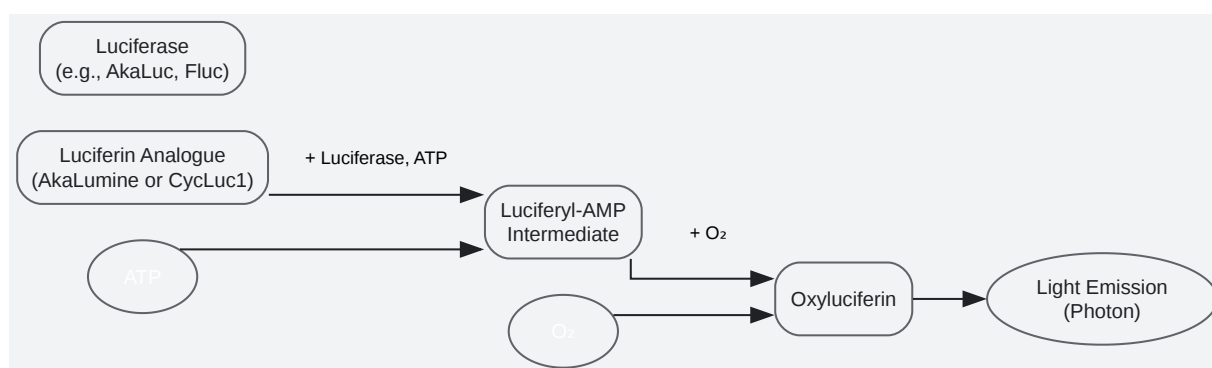 Luciferase
(e.g., AkaLuc, Fluc)
Luciferin Analogue
(AkaLumine or CycLuc1)
+ Luciferase, ATP
Luciferyl-AMP
Intermediate
ATP
+ O₂
Oxyluciferin
Light Emission
(Photon)
O₂